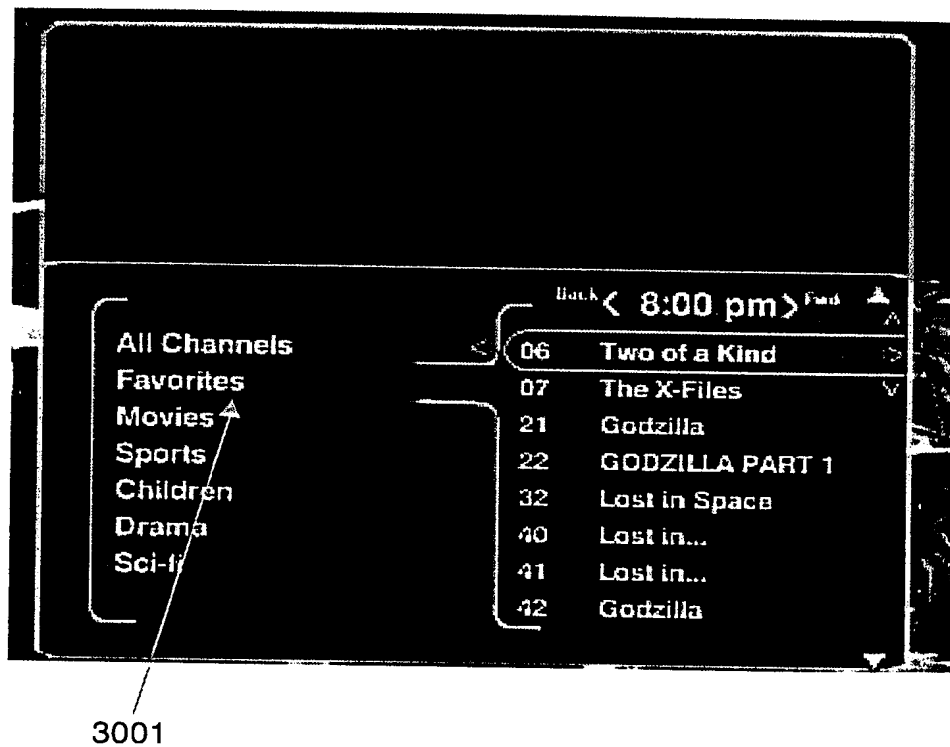 Back < 8:00 pm > Fwd
All Channels
Favorites
Movies
Sports
Children
Drama
Sci-fi
06 Two of a Kind
07 The X-Files
21 Godzilla
22 GODZILLA PART 1
32 Lost in Space
40 Lost in...
41 Lost in...
42 Godzilla
3001